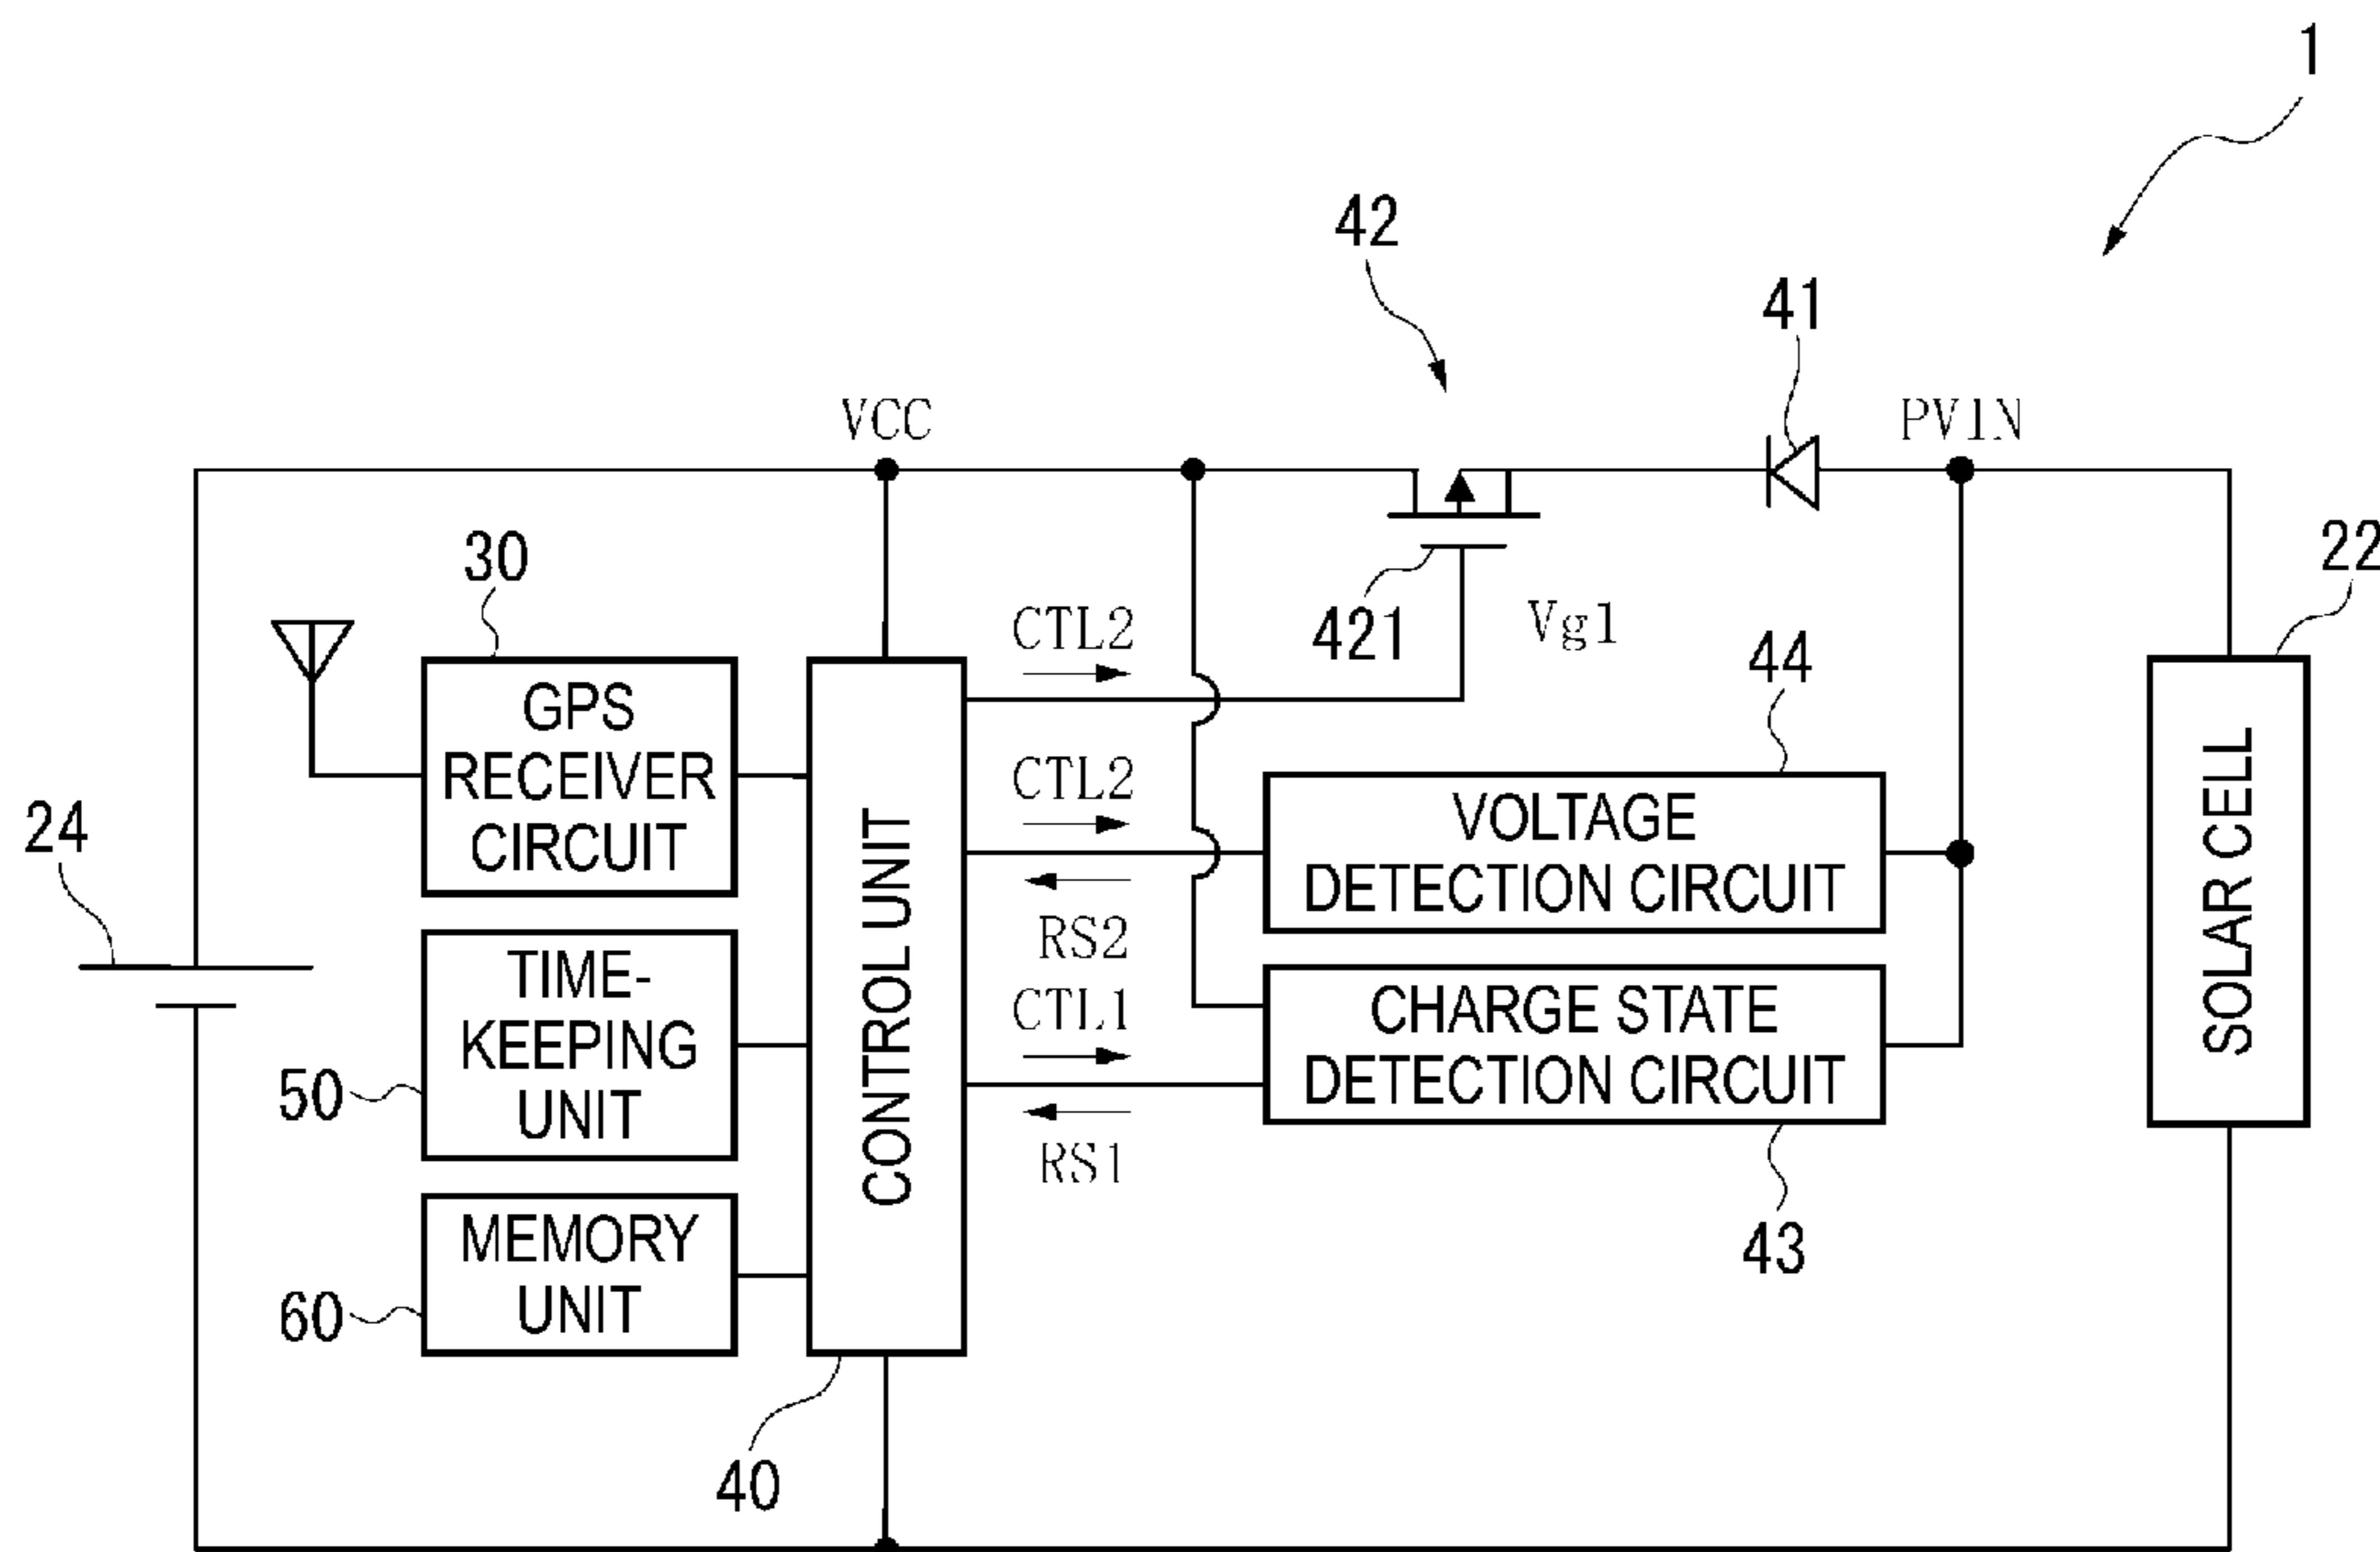 1
42
41
VCC
PVIN
30
22
CTL2
421
Vg1
44
GPS
RECEIVER
CIRCUIT
CTL2
VOLTAGE
DETECTION CIRCUIT
24
CONTROL UNIT
SOLAR CELL
RS2
TIME-
KEEPING
UNIT
CTL1
CHARGE STATE
DETECTION CIRCUIT
50
RS1
MEMORY
UNIT
43
60
40